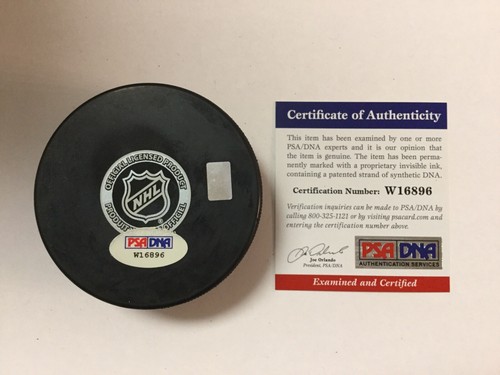 OFFICIAL LICENSED PRODUCT
NHL
PRODUIT
OFFICIEL
PSA/DNA
W16896
Certificate of Authenticity
This item has been examined by one or more
PSA/DNA experts and it is our opinion that
the item is genuine. The item has been perma-
nently marked with a proprietary invisible ink,
containing a patented strand of synthetic DNA.
Certification Number: W16896
Verification inquiries can be made to PSA/DNA by
calling 800-325-1121 or by visiting psacard.com and
entering the certification number above.
Joe Orlando
President, PSA/DNA
PSA/DNA
AUTHENTICATION SERVICES
Examined and Certified